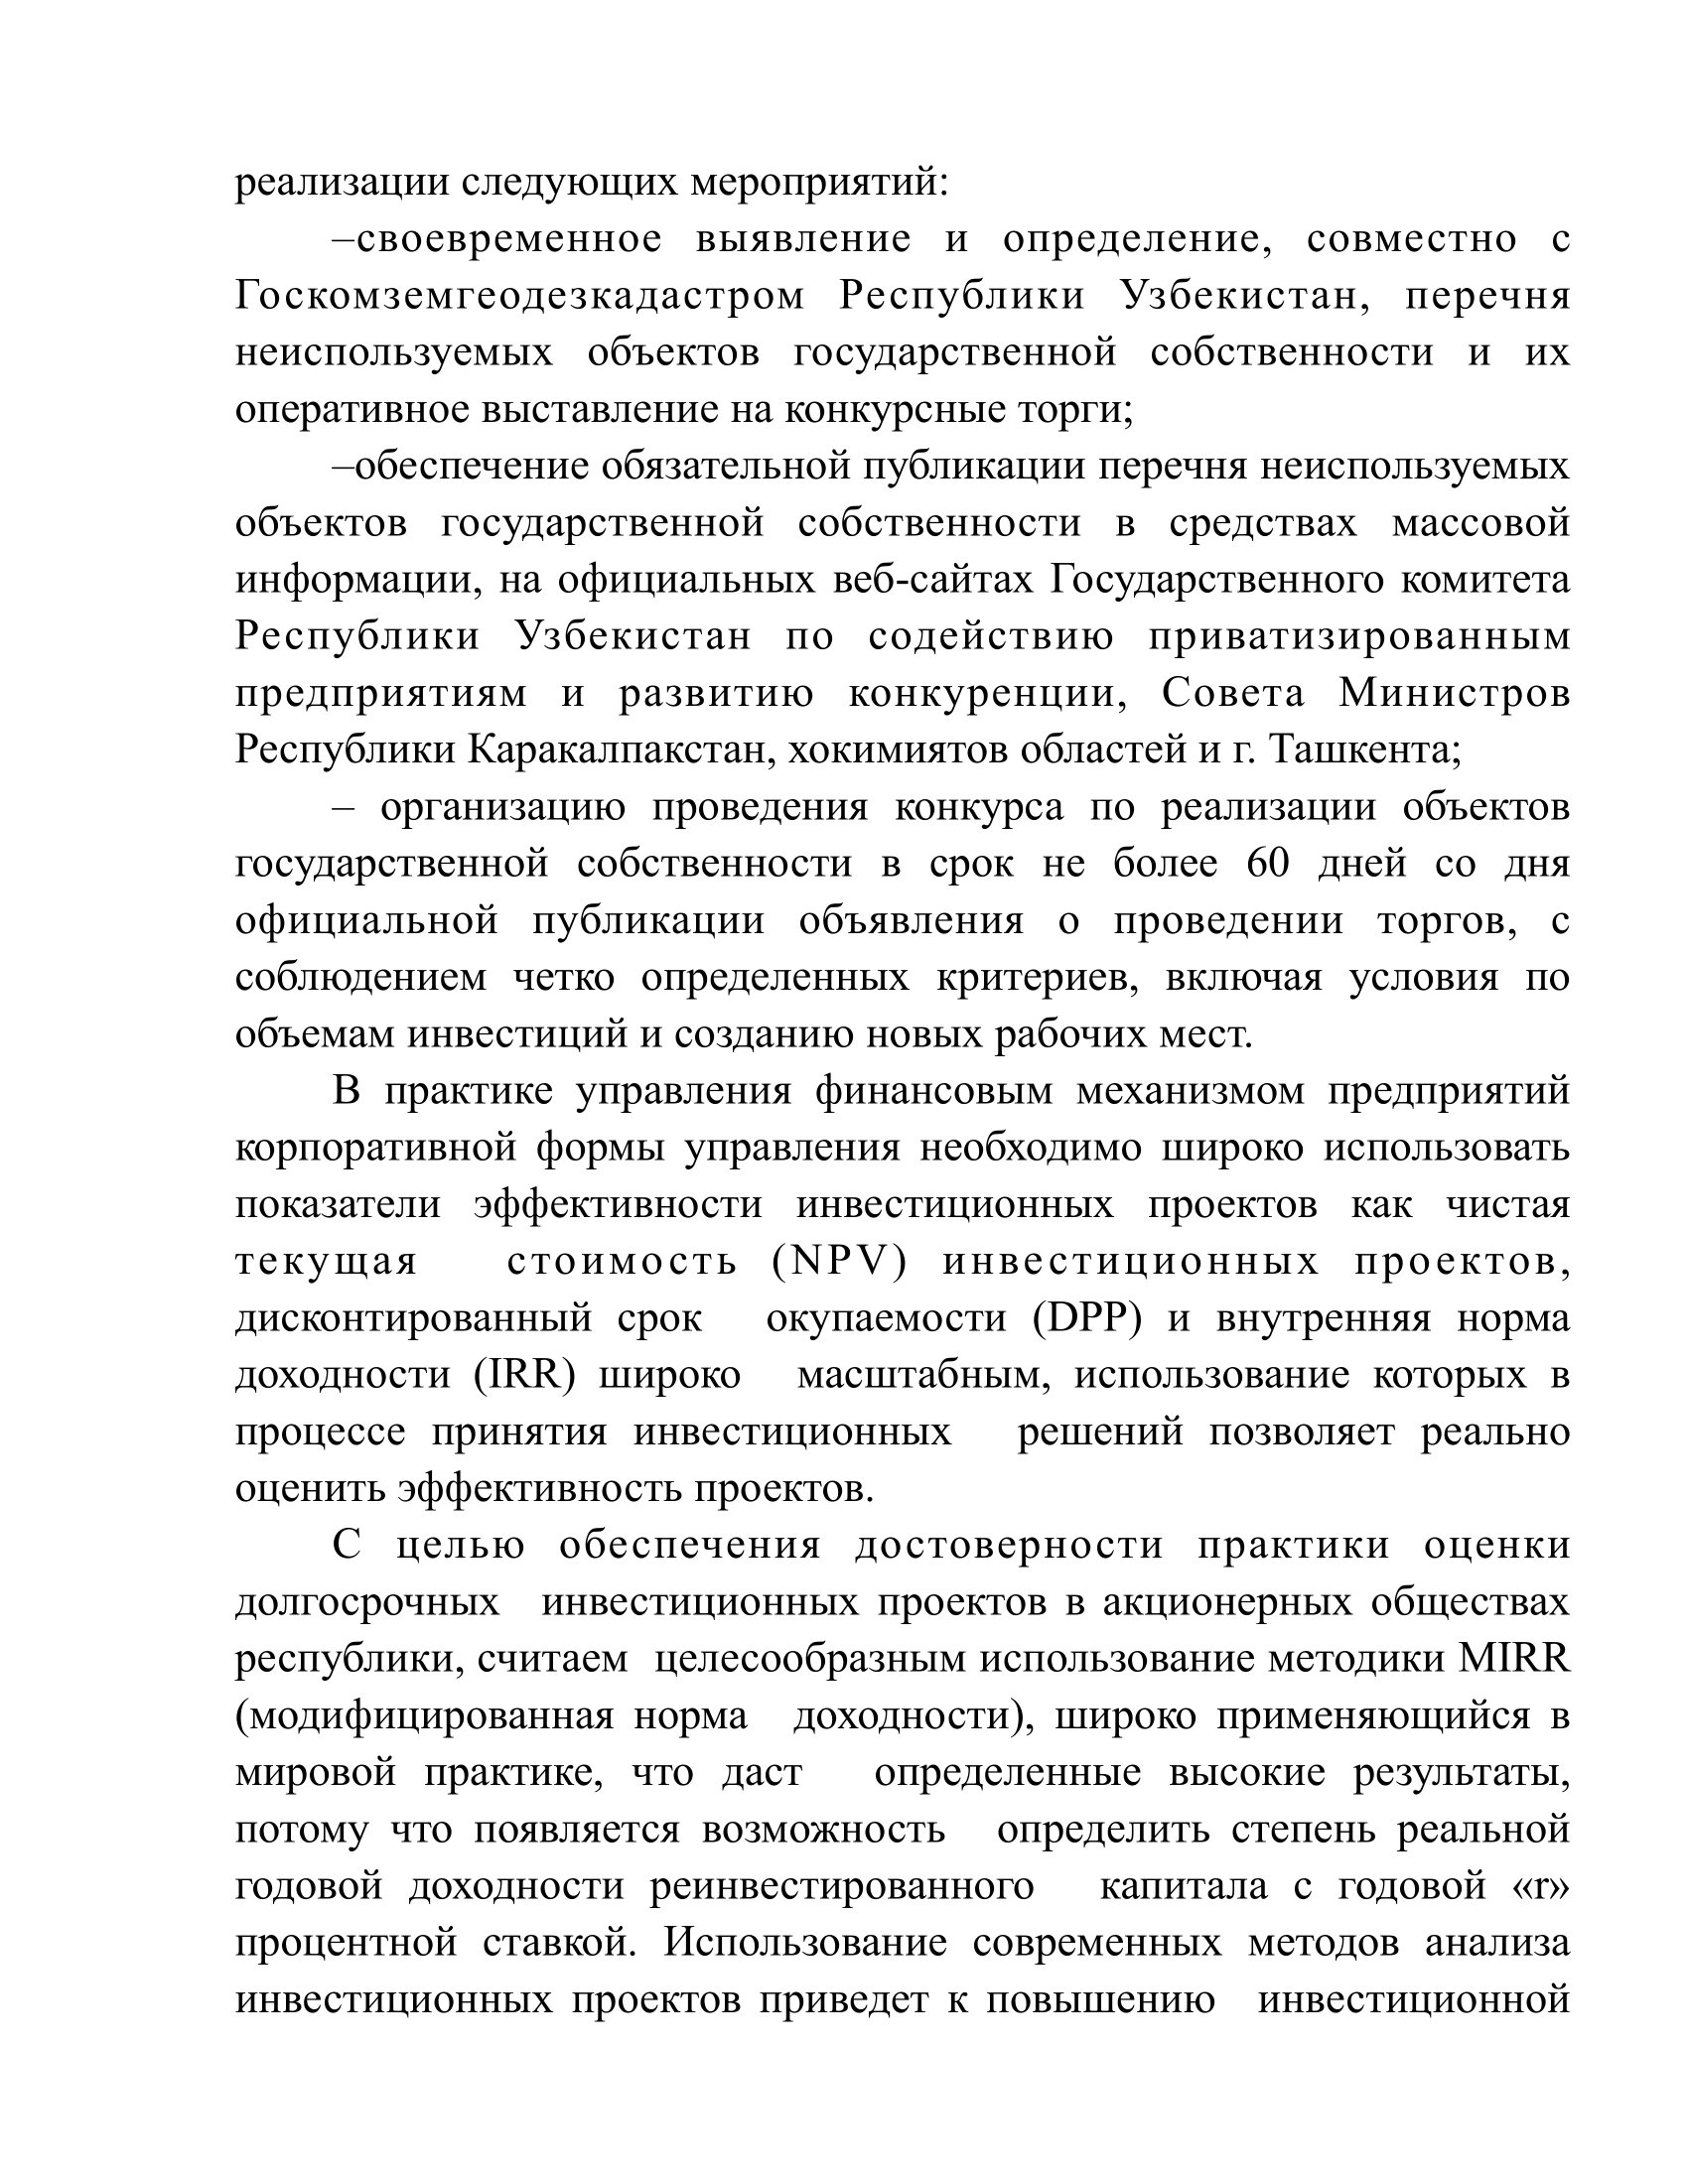 реализации следующих мероприятий:
–своевременное выявление и определение, совместно с
Госкомземгеодезкадастром Республики Узбекистан, перечня
неиспользуемых объектов государственной собственности и их
оперативное выставление на конкурсные торги;
–обеспечение обязательной публикации перечня неиспользуемых
объектов государственной собственности в средствах массовой
информации, на официальных веб-сайтах Государственного комитета
Республики Узбекистан по содействию приватизированным
предприятиям и развитию конкуренции, Совета Министров
Республики Каракалпакстан, хокимиятов областей и г. Ташкента;
– организацию проведения конкурса по реализации объектов
государственной собственности в срок не более 60 дней со дня
официальной публикации объявления о проведении торгов, с
соблюдением четко определенных критериев, включая условия по
объемам инвестиций и созданию новых рабочих мест.
В практике управления финансовым механизмом предприятий
корпоративной формы управления необходимо широко использовать
показатели эффективности инвестиционных проектов как чистая
текущая стоимость (NPV) инвестиционных проектов,
дисконтированный срок окупаемости (DPP) и внутренняя норма
доходности (IRR) широко масштабным, использование которых в
процессе принятия инвестиционных решений позволяет реально
оценить эффективность проектов.
С целью обеспечения достоверности практики оценки
долгосрочных инвестиционных проектов в акционерных обществах
республики, считаем целесообразным использование методики MIRR
(модифицированная норма доходности), широко применяющийся в
мировой практике, что даст определенные высокие результаты,
потому что появляется возможность определить степень реальной
годовой доходности реинвестированного капитала с годовой «r»
процентной ставкой. Использование современных методов анализа
инвестиционных проектов приведет к повышению инвестиционной